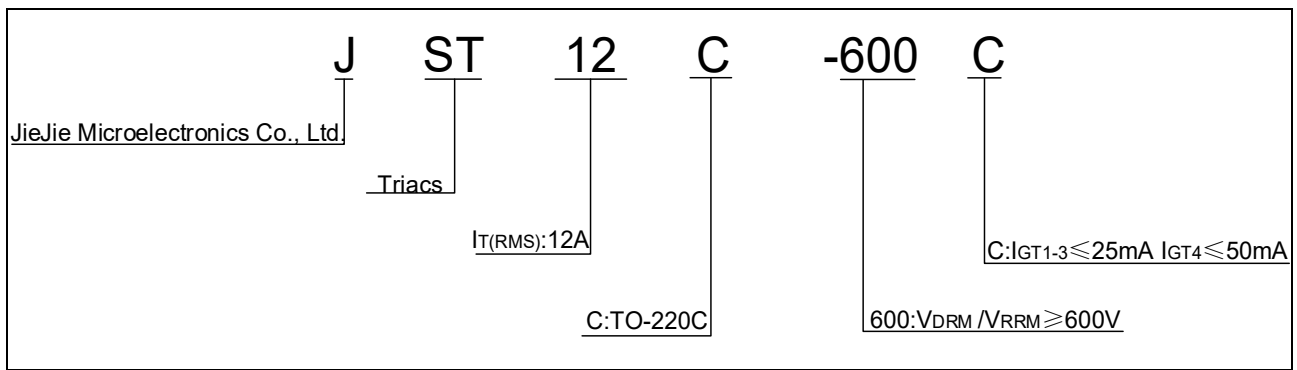 J ST 12 C -600 C
JieJie Microelectronics Co., Ltd.
Triacs
IT(RMS):12A
C:IGT1-3≤25mA IGT4≤50mA
C:TO-220C
600:VDRM /VRRM≥600V